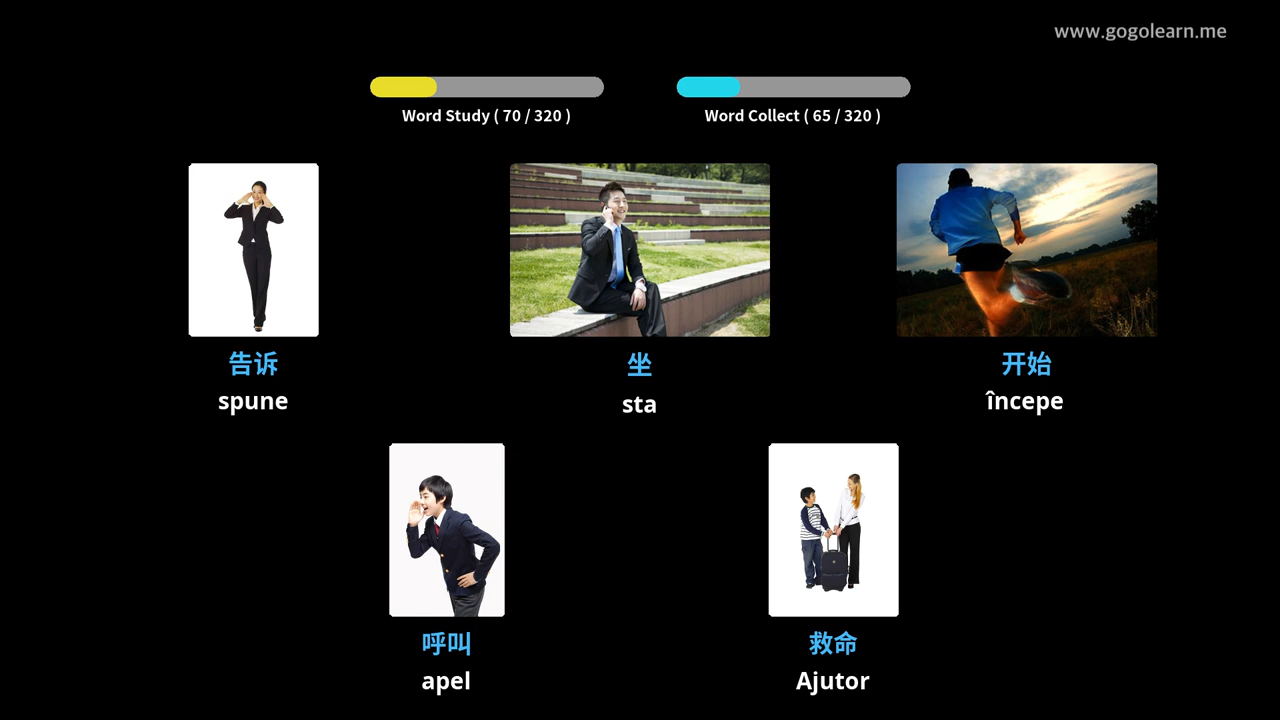 www.gogolearn.me
Word Study ( 70 / 320 )
Word Collect ( 65 / 320 )
告诉
spune
坐
sta
开始
începe
呼叫
apel
救命
Ajutor